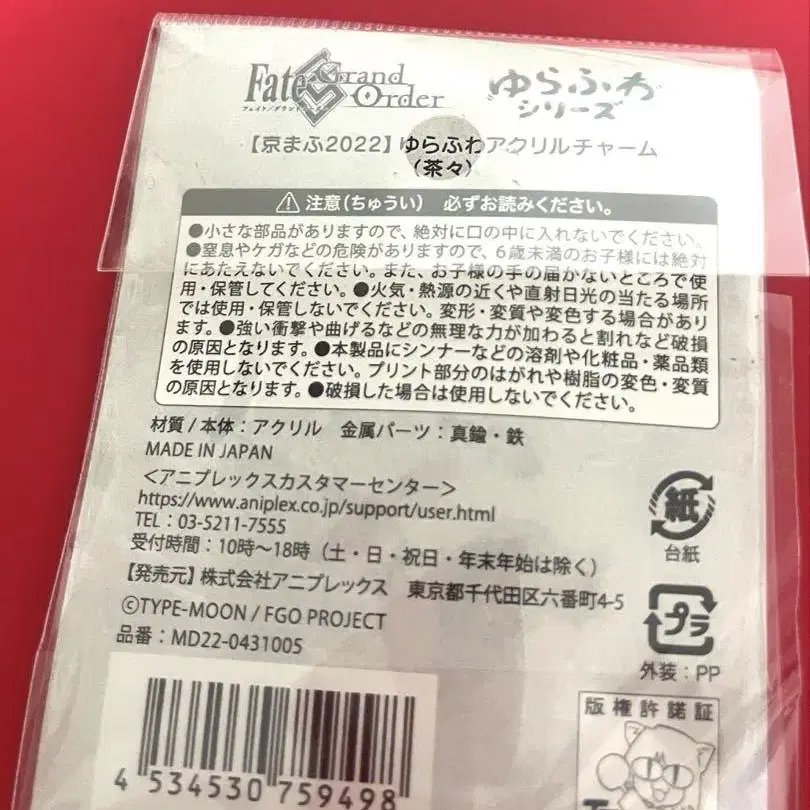 Fate Grand Order
フェイト/グランド
ゆらふわ
シリーズ
【京まふ2022】ゆらふわアクリルチャーム
（茶々）
⚠ 注意（ちゅうい） 必ずお読みください。
●小さな部品がありますので、絶対に口の中に入れないでください。
●窒息やケガなどの危険がありますので、6歳未満のお子様には絶対
にあたえないでください。また、お子様の手の届かないところで使
用・保管してください。●火気・熱源の近くや直射日光の当たる場所
では使用・保管しないでください。変形・変質や変色する場合があり
ます。●強い衝撃や曲げるなどの無理な力が加わると割れなど破損
の原因となります。●本製品にシンナーなどの溶剤や化粧品・薬品類
を使用しないでください。プリント部分のはがれや樹脂の変色・変質
の原因となります。●破損した場合は使用しないでください。
材質/本体：アクリル 金属パーツ：真鍮・鉄
MADE IN JAPAN
＜アニプレックスカスタマーセンター＞
https://www.aniplex.co.jp/support/user.html
TEL：03-5211-7555
受付時間：10時～18時（土・日・祝日・年末年始は除く）
【発売元】株式会社アニプレックス 東京都千代田区六番町4-5
©TYPE-MOON / FGO PROJECT
品番：MD22-0431005
紙
台紙
プラ
外装：PP
4 534530 759498
版権許諾証